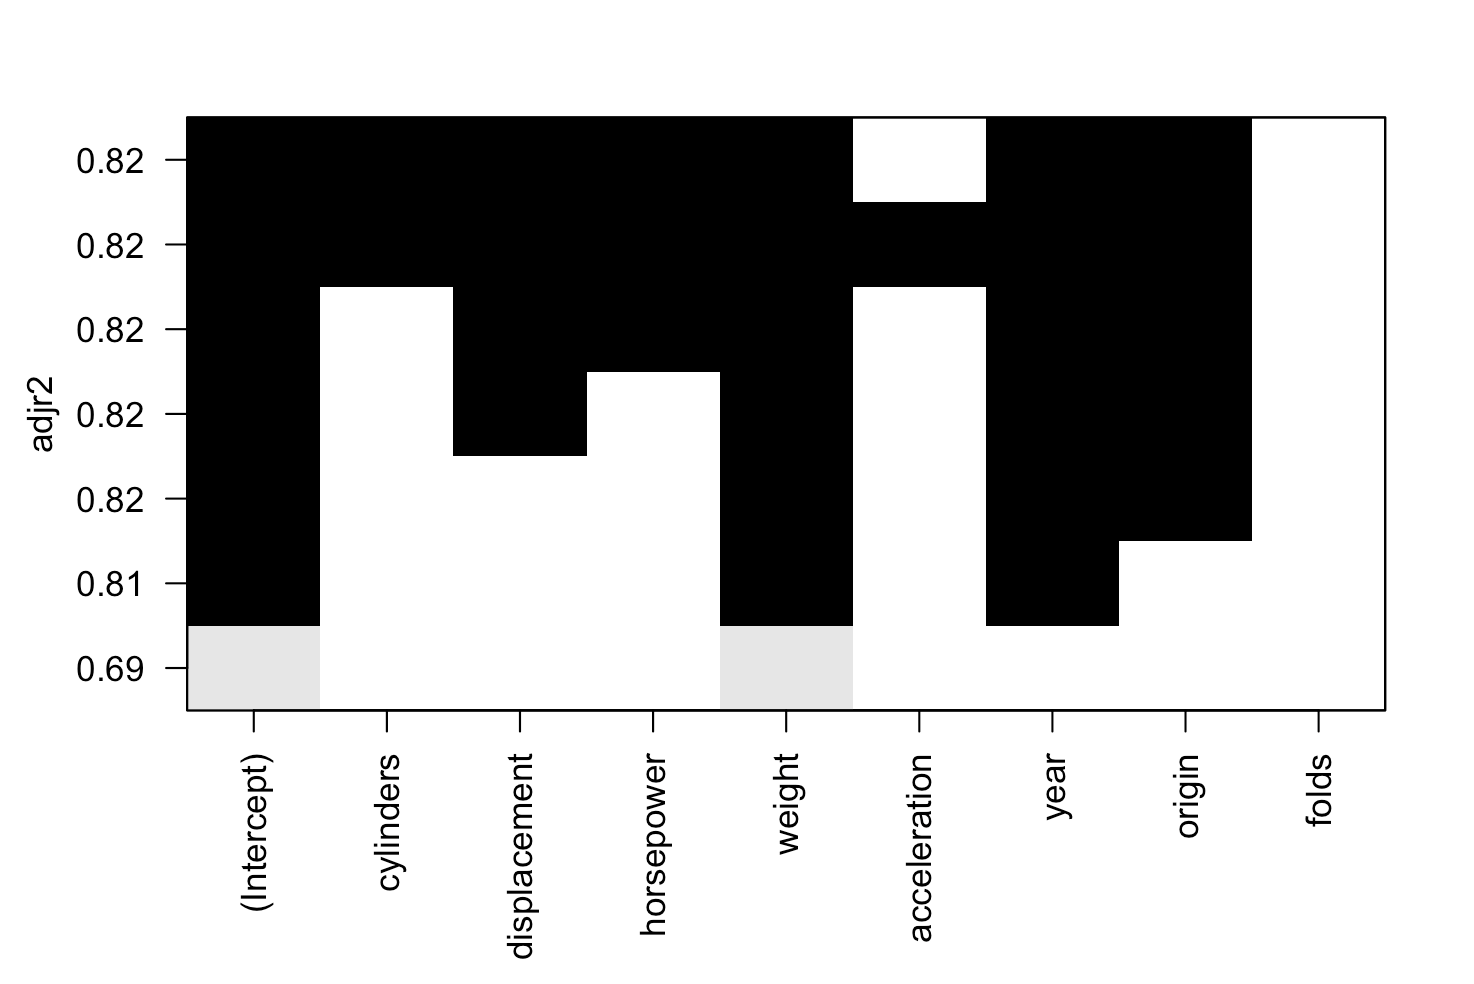 adjr2
0.82
0.82
0.82
0.82
0.82
0.81
0.69
(Intercept)
cylinders
displacement
horsepower
weight
acceleration
year
origin
folds